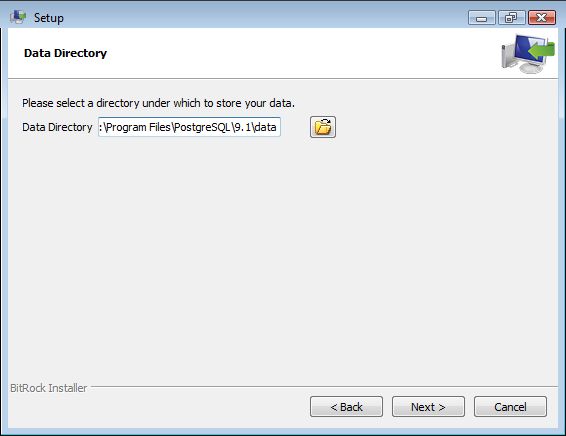 Setup
Data Directory
Please select a directory under which to store your data.
Data Directory :\Program Files\PostgreSQL\9.1\data
BitRock Installer
< Back Next > Cancel